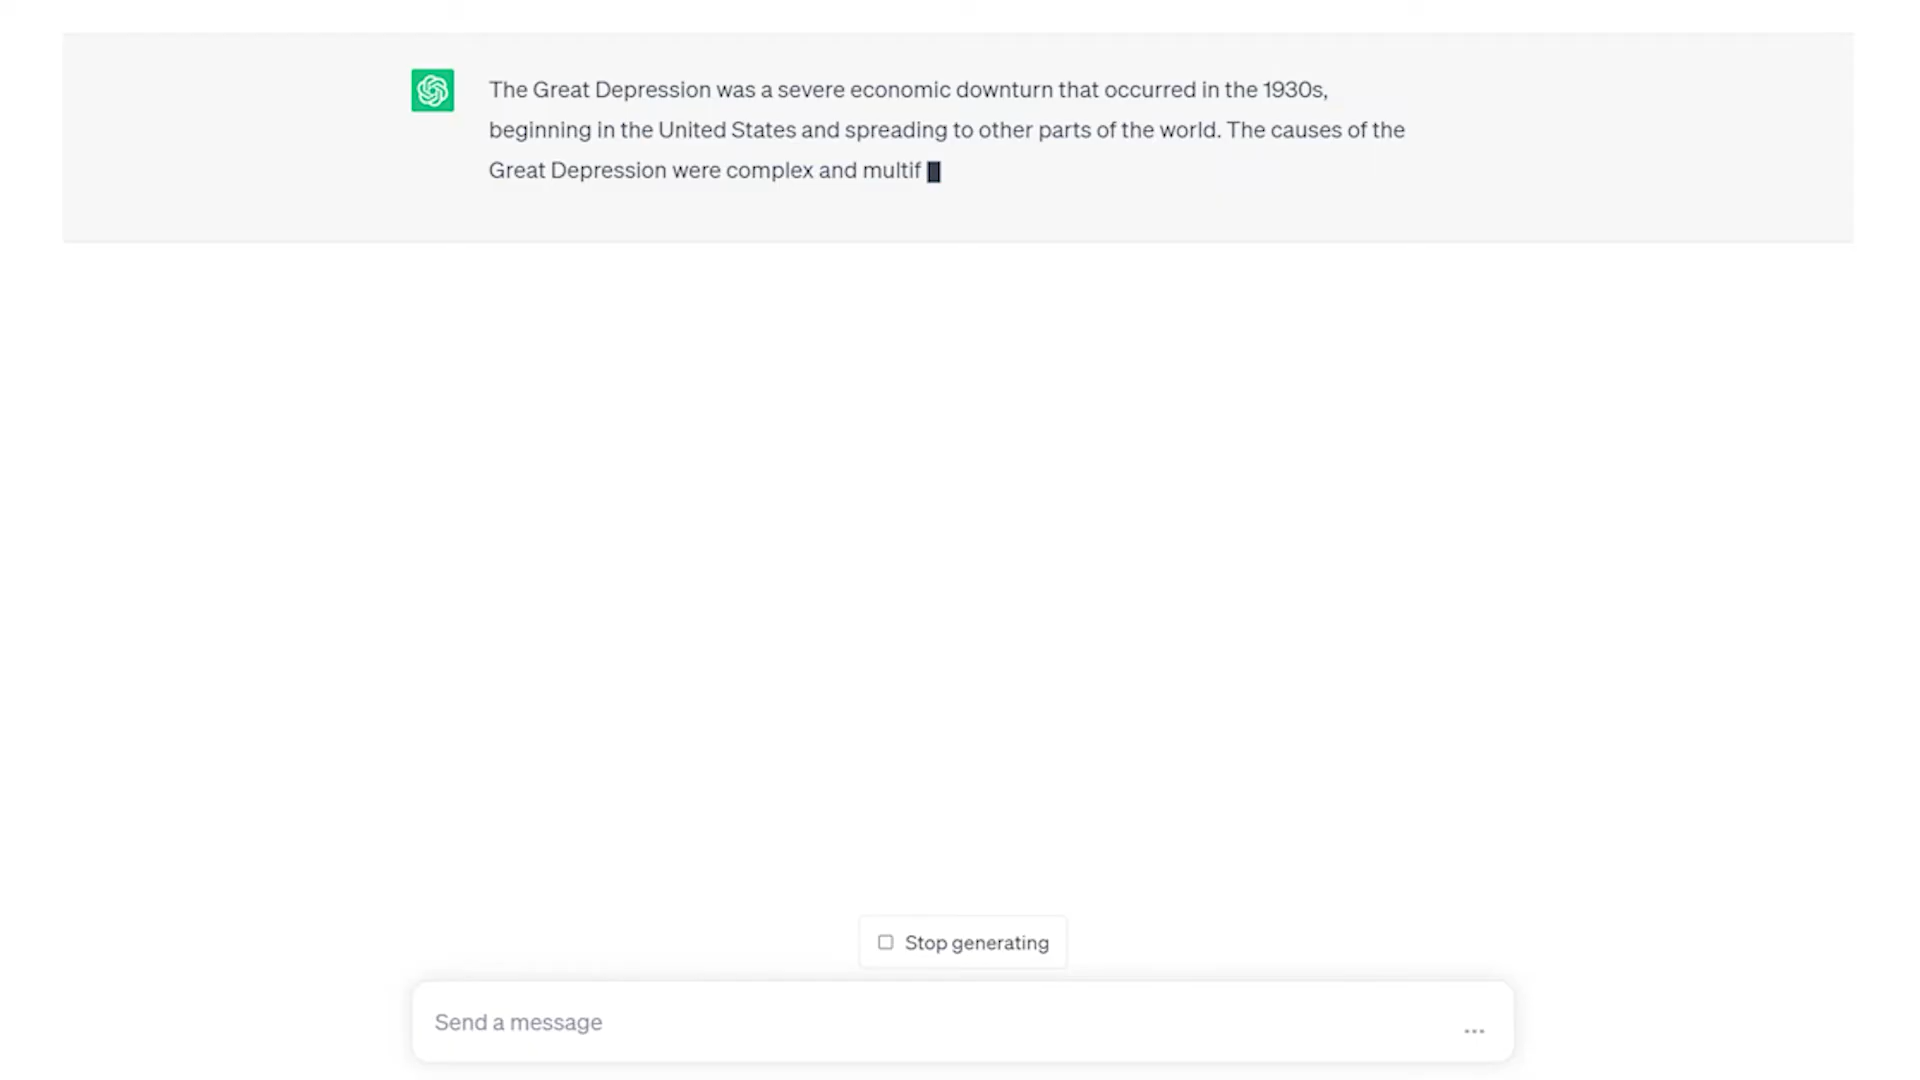 The Great Depression was a severe economic downturn that occurred in the 1930s,
beginning in the United States and spreading to other parts of the world. The causes of the
Great Depression were complex and multif
Stop generating
Send a message
...